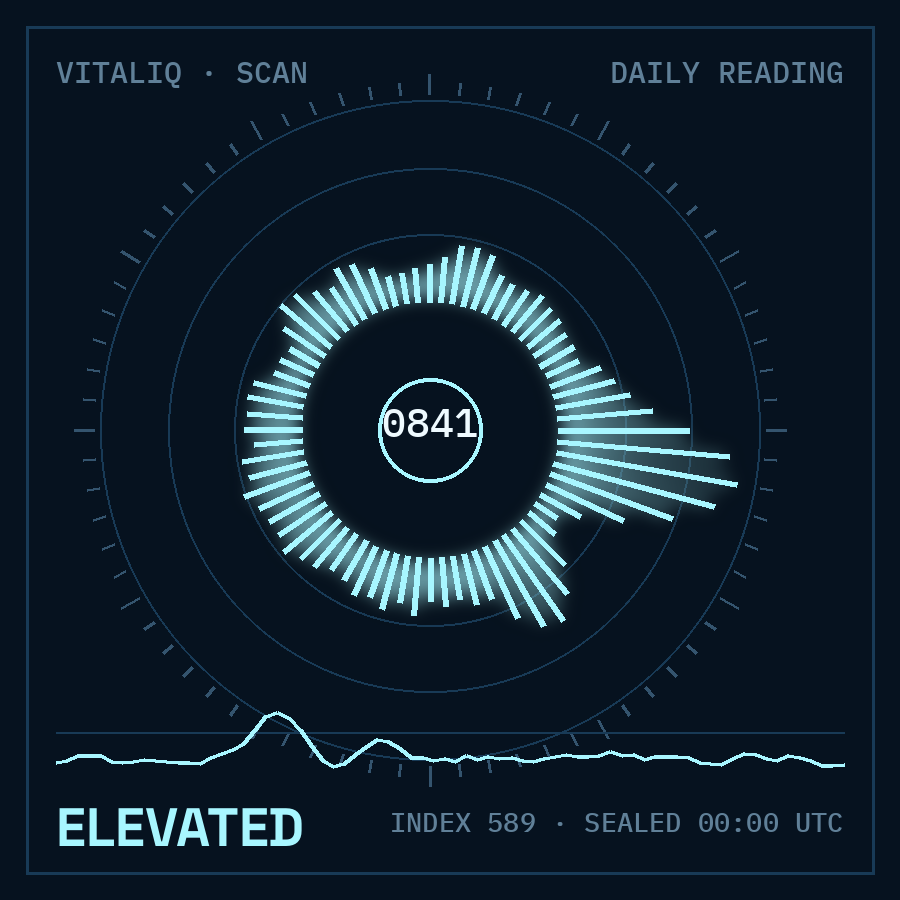 VITALIQ · SCAN
DAILY READING
0841
ELEVATED
INDEX 589 · SEALED 00:00 UTC